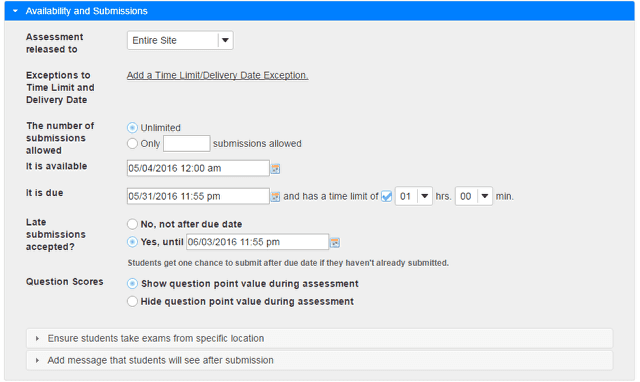 Availability and Submissions
Assessment released to
Entire Site
Exceptions to Time Limit and Delivery Date
Add a Time Limit/Delivery Date Exception.
The number of submissions allowed
Unlimited
Only submissions allowed
It is available
05/04/2016 12:00 am
It is due
05/31/2016 11:55 pm and has a time limit of 01 hrs. 00 min.
Late submissions accepted?
No, not after due date
Yes, until 06/03/2016 11:55 pm
Students get one chance to submit after due date if they haven't already submitted.
Question Scores
Show question point value during assessment
Hide question point value during assessment
Ensure students take exams from specific location
Add message that students will see after submission